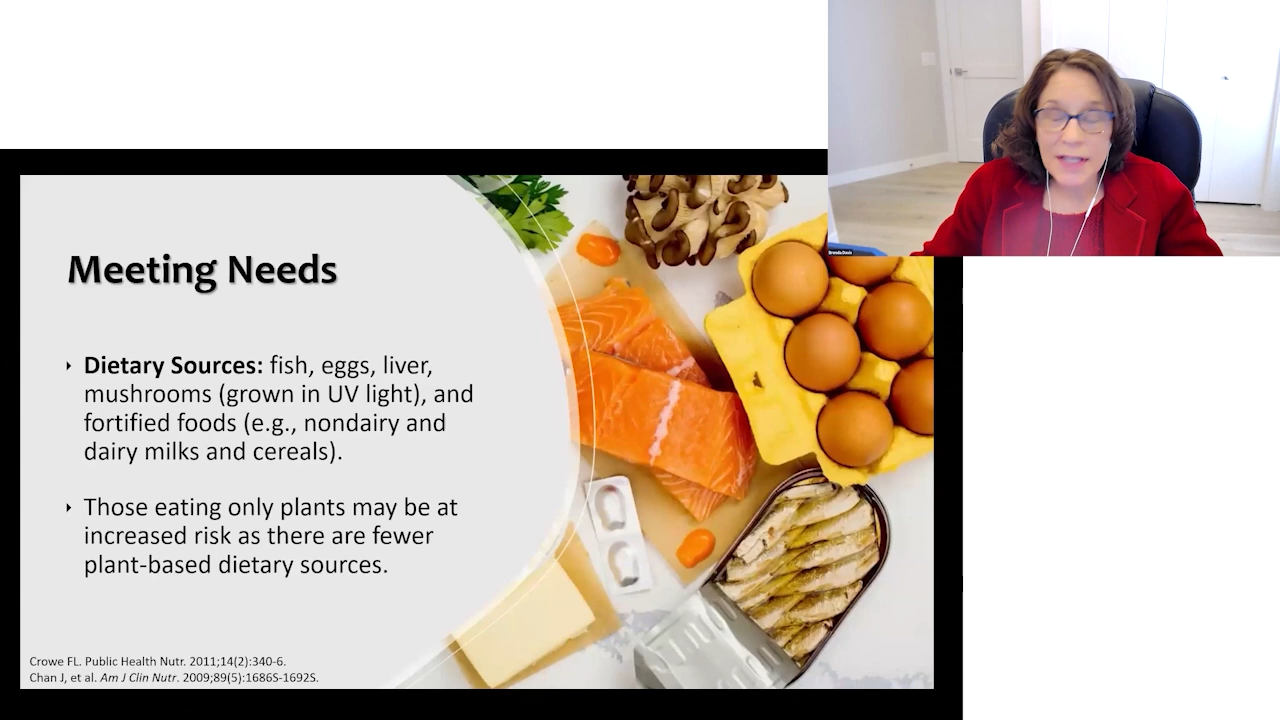 Brenda Davis
Meeting Needs
Dietary Sources: fish, eggs, liver,
mushrooms (grown in UV light), and
fortified foods (e.g., nondairy and
dairy milks and cereals).
Those eating only plants may be at
increased risk as there are fewer
plant-based dietary sources.
Crowe FL. Public Health Nutr. 2011;14(2):340-6.
Chan J, et al. Am J Clin Nutr. 2009;89(5):1686S-1692S.